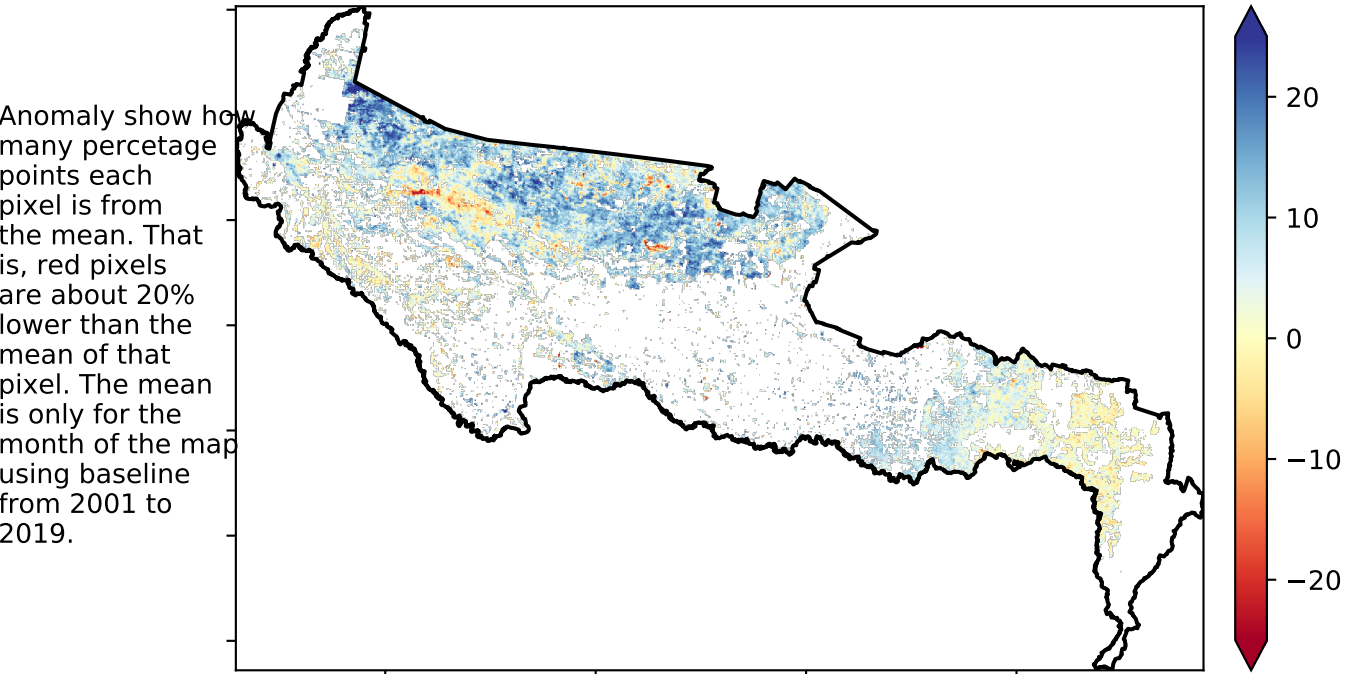 Anomaly show how
many percetage
points each
pixel is from
the mean. That
is, red pixels
are about 20%
lower than the
mean of that
pixel. The mean
is only for the
month of the map
using baseline
from 2001 to
2019.
20
10
0
−10
−20